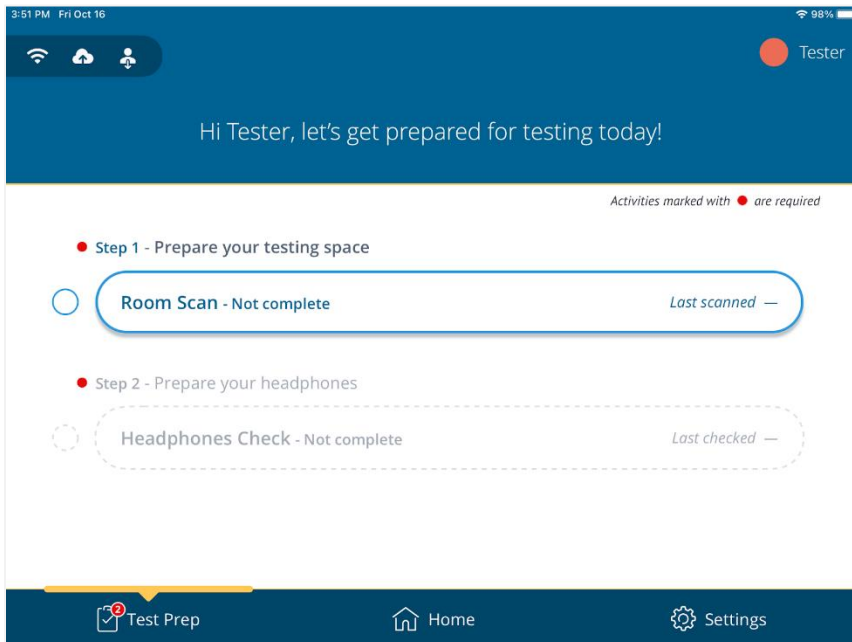 3:51 PM Fri Oct 16
98%
Tester
Hi Tester, let's get prepared for testing today!
Activities marked with ● are required
Step 1 - Prepare your testing space
Room Scan - Not complete
Last scanned —
Step 2 - Prepare your headphones
Headphones Check - Not complete
Last checked —
2
Test Prep
Home
Settings